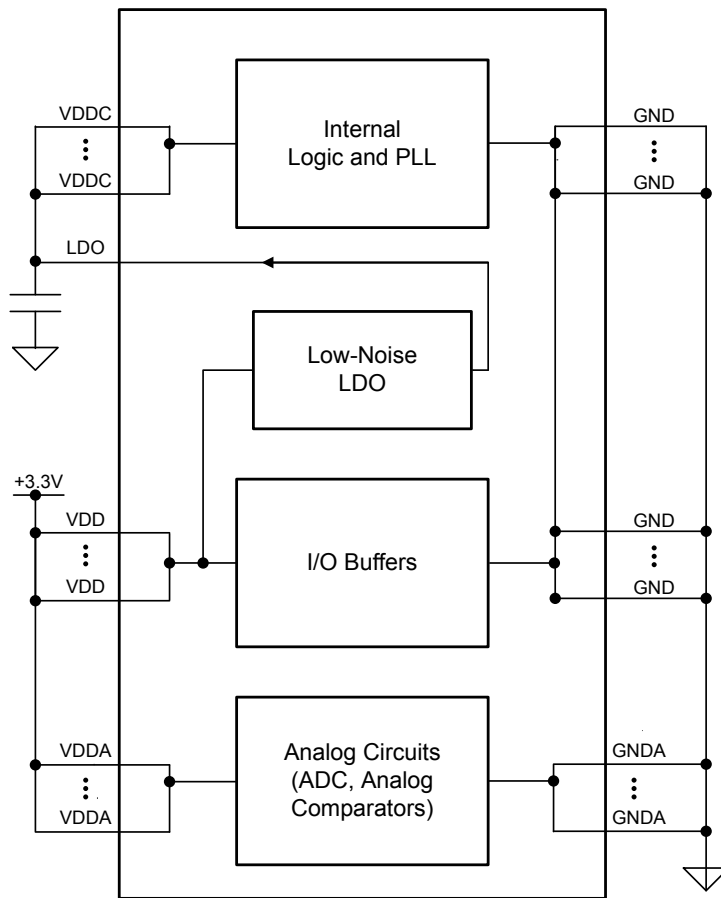 VDDC
VDDC
Internal
Logic and PLL
GND
GND
LDO
Low-Noise
LDO
+3.3V
VDD
VDD
I/O Buffers
GND
GND
VDDA
VDDA
Analog Circuits
(ADC, Analog
Comparators)
GNDA
GNDA